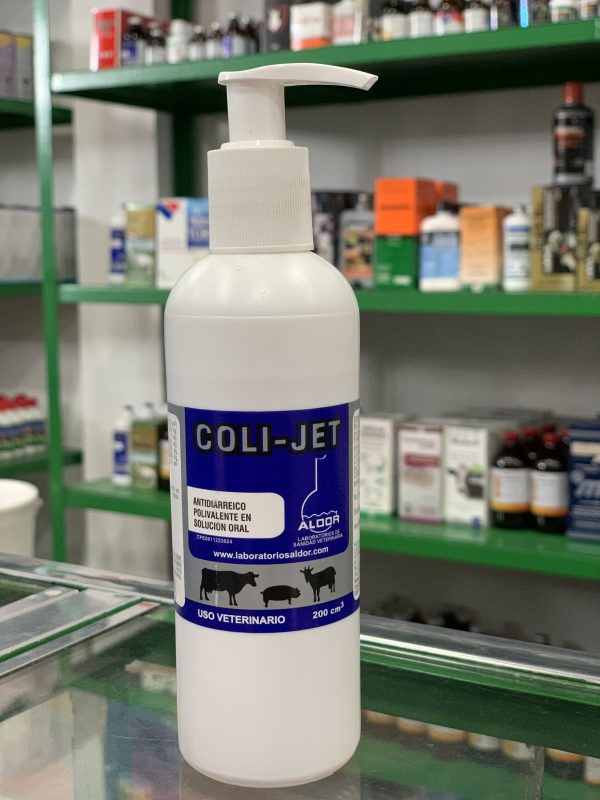 COLI-JET
ANTIDIARREICO
POLIVALENTE EN
SOLUCION ORAL
CPE0611223024
ALDOR
LABORATORIOS DE
SANIDAD VETERINARIA
www.laboratoriosaldor.com
USO VETERINARIO
200 cm³